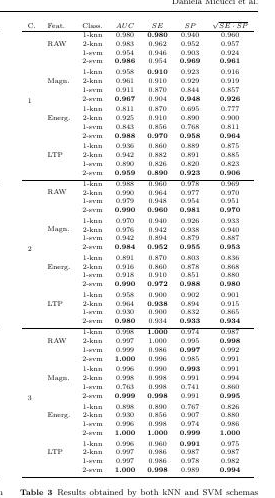 Daniela Micucci et al.
C. Feat. Class. AUC SE SP √SE · SP
1-knn 0.980 0.980 0.940 0.960
RAW 2-knn 0.983 0.962 0.952 0.957
1-svm 0.954 0.946 0.903 0.924
2-svm 0.986 0.954 0.969 0.961
1-knn 0.958 0.910 0.923 0.916
Magn. 2-knn 0.961 0.910 0.929 0.919
1-svm 0.911 0.870 0.844 0.857
2-svm 0.967 0.904 0.948 0.926
1
1-knn 0.811 0.870 0.695 0.777
Energ. 2-knn 0.925 0.910 0.890 0.900
1-svm 0.843 0.856 0.768 0.811
2-svm 0.988 0.970 0.958 0.964
1-knn 0.936 0.860 0.889 0.875
LTP 2-knn 0.942 0.882 0.891 0.885
1-svm 0.890 0.826 0.820 0.823
2-svm 0.959 0.890 0.923 0.906
1-knn 0.988 0.960 0.978 0.969
RAW 2-knn 0.990 0.964 0.977 0.970
1-svm 0.979 0.948 0.954 0.951
2-svm 0.990 0.960 0.981 0.970
1-knn 0.970 0.940 0.926 0.933
Magn. 2-knn 0.976 0.942 0.938 0.940
1-svm 0.942 0.894 0.879 0.887
2-svm 0.984 0.952 0.955 0.953
2
1-knn 0.891 0.870 0.803 0.836
Energ. 2-knn 0.916 0.860 0.878 0.868
1-svm 0.918 0.910 0.851 0.880
2-svm 0.990 0.972 0.988 0.980
1-knn 0.958 0.900 0.902 0.901
LTP 2-knn 0.964 0.938 0.894 0.915
1-svm 0.930 0.900 0.832 0.865
2-svm 0.980 0.934 0.933 0.934
1-knn 0.998 1.000 0.974 0.987
RAW 2-knn 0.997 1.000 0.995 0.998
1-svm 0.999 0.986 0.997 0.992
2-svm 1.000 0.996 0.985 0.991
1-knn 0.996 0.990 0.993 0.991
Magn. 2-knn 0.998 0.998 0.991 0.994
1-svm 0.763 0.998 0.741 0.860
2-svm 0.999 0.998 0.991 0.995
3
1-knn 0.898 0.890 0.767 0.826
Energ. 2-knn 0.930 0.856 0.907 0.880
1-svm 0.996 0.998 0.974 0.986
2-svm 1.000 1.000 0.999 1.000
1-knn 0.996 0.960 0.991 0.975
LTP 2-knn 0.997 0.986 0.987 0.987
1-svm 0.997 0.986 0.978 0.982
2-svm 1.000 0.998 0.989 0.994
Table 3 Results obtained by both kNN and SVM schemas